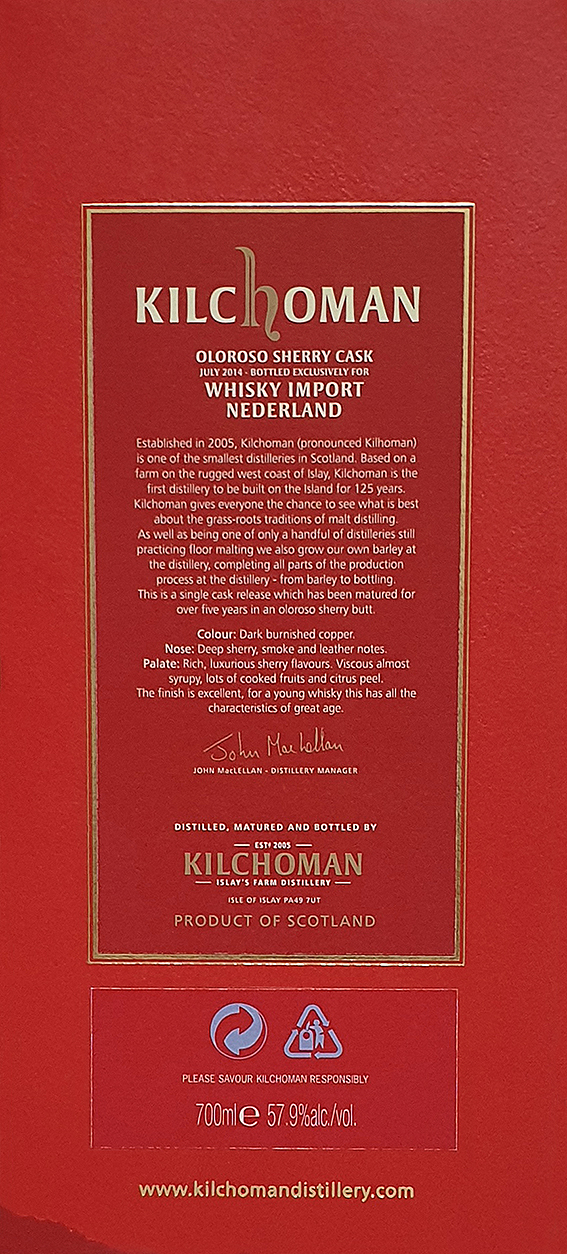 KILCHOMAN
OLOROSO SHERRY CASK
JULY 2014 - BOTTLED EXCLUSIVELY FOR
WHISKY IMPORT
NEDERLAND
Established in 2005, Kilchoman (pronounced Kilhoman)
is one of the smallest distilleries in Scotland. Based on a
farm on the rugged west coast of Islay, Kilchoman is the
first distillery to be built on the Island for 125 years.
Kilchoman gives everyone the chance to see what is best
about the grass-roots traditions of malt distilling.
As well as being one of only a handful of distilleries still
practicing floor malting we also grow our own barley at
the distillery, completing all parts of the production
process at the distillery - from barley to bottling.
This is a single cask release which has been matured for
over five years in an oloroso sherry butt.
Colour: Dark burnished copper.
Nose: Deep sherry, smoke and leather notes.
Palate: Rich, luxurious sherry flavours. Viscous almost
syrupy, lots of cooked fruits and citrus peel.
The finish is excellent, for a young whisky this has all the
characteristics of great age.
John MacLellan
JOHN MacLELLAN - DISTILLERY MANAGER
DISTILLED, MATURED AND BOTTLED BY
ESTD 2005
KILCHOMAN
ISLAY'S FARM DISTILLERY
ISLE OF ISLAY PA49 7UT
PRODUCT OF SCOTLAND
PLEASE SAVOUR KILCHOMAN RESPONSIBLY
700ml e 57.9%alc./vol.
www.kilchomandistillery.com